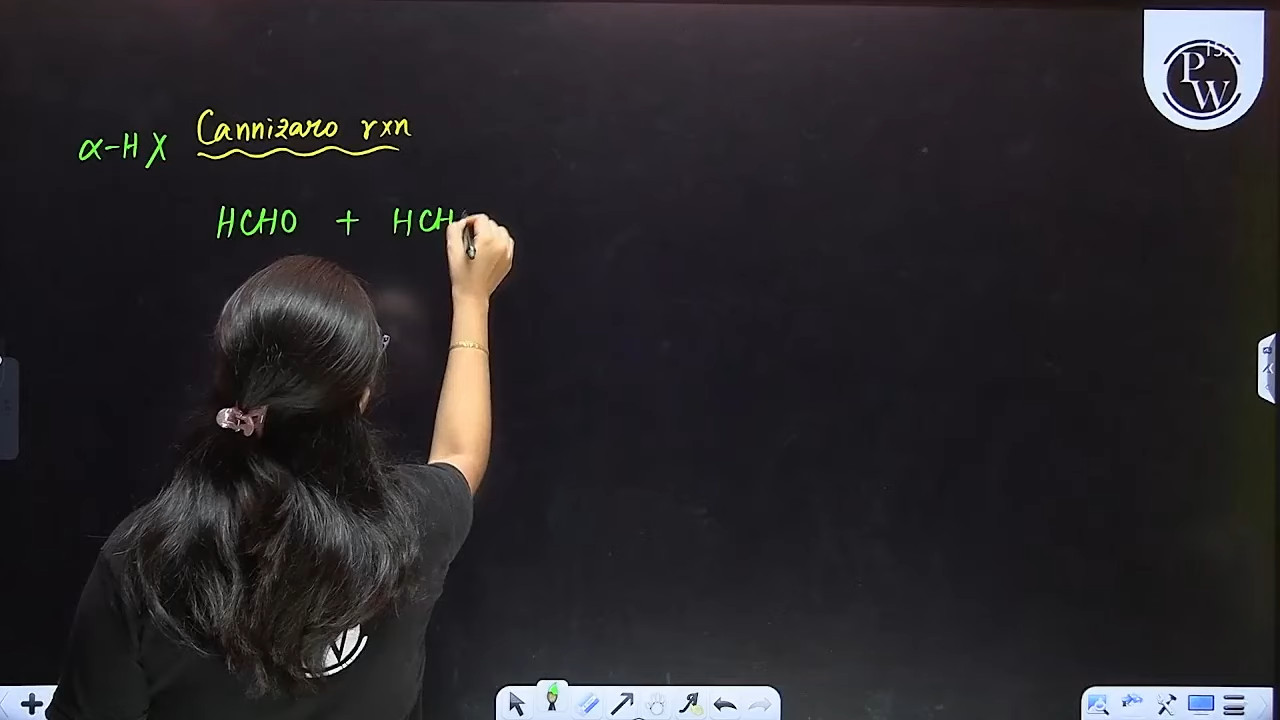 Cannizaro rxn
α-H X
HCHO + HCH
PW